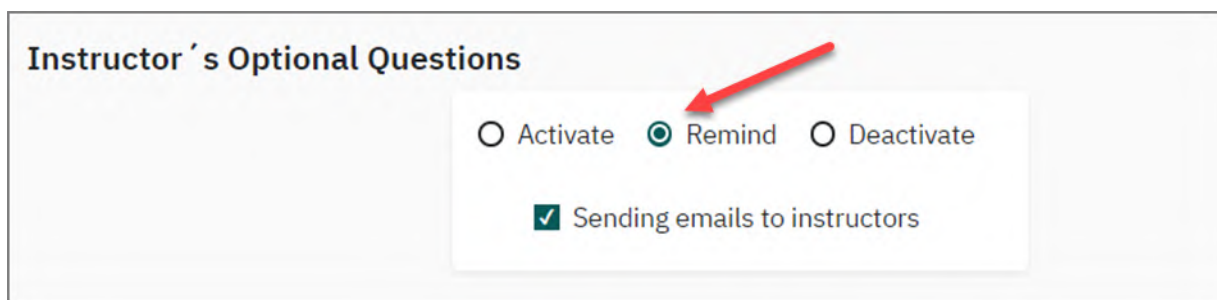 Instructor´s Optional Questions
Activate Remind Deactivate
Sending emails to instructors